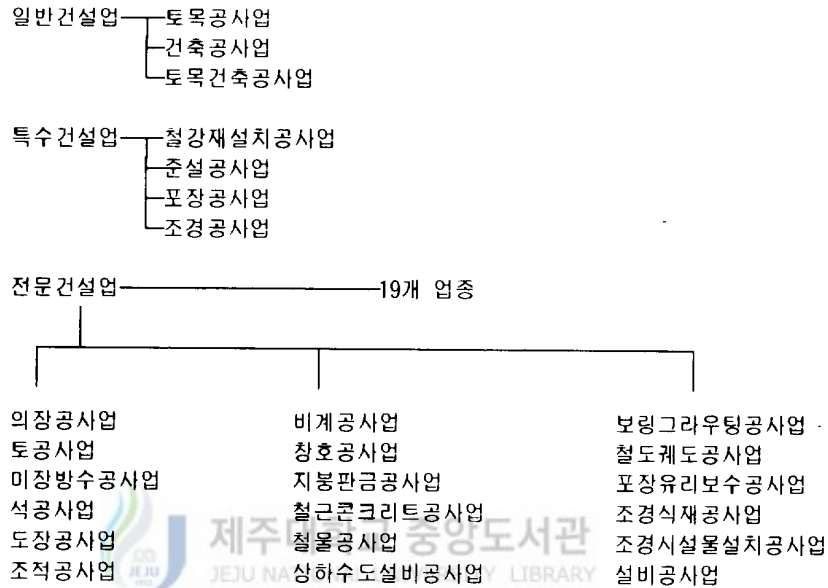 일반건설업 토목공사업
건축공사업
토목건축공사업
특수건설업 철강재설치공사업
준설공사업
포장공사업
조경공사업
전문건설업 19개 업종
의장공사업 비계공사업 보링그라우팅공사업
토공사업 창호공사업 철도궤도공사업
미장방수공사업 지붕판금공사업 포장유리보수공사업
석공사업 철근콘크리트공사업 조경식재공사업
도장공사업 철물공사업 조경시설물설치공사업
조적공사업 상하수도설비공사업 설비공사업
제주대학교 중앙도서관
JEJU NATIONAL UNIVERSITY LIBRARY